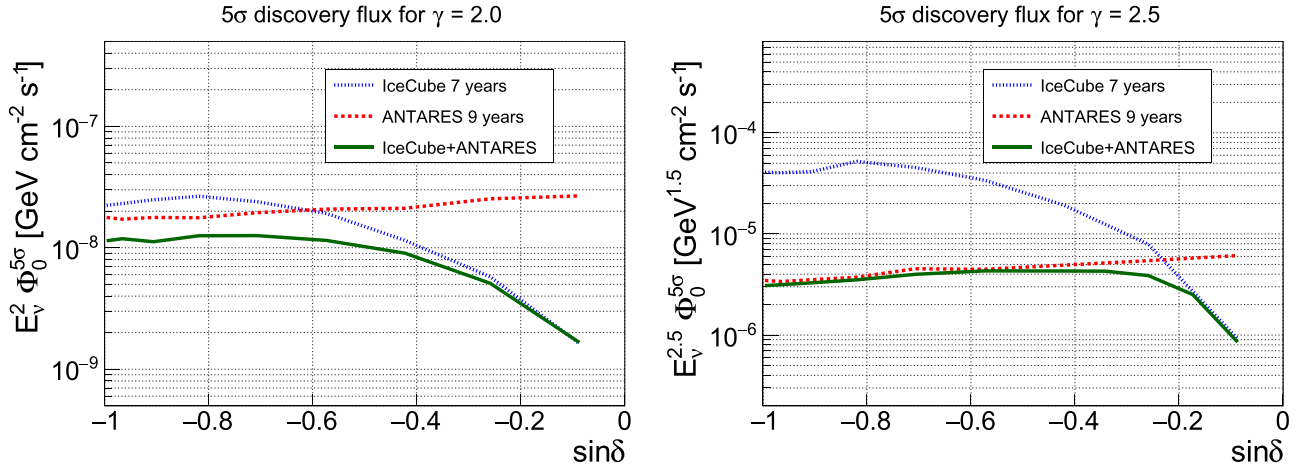 5σ discovery flux for γ = 2.0
E_ν^2 Φ_0^{5σ} [GeV cm^{-2} s^{-1}]
10^{-7}
10^{-8}
10^{-9}
IceCube 7 years
ANTARES 9 years
IceCube+ANTARES
−1 −0.8 −0.6 −0.4 −0.2 0
sinδ
5σ discovery flux for γ = 2.5
E_ν^{2.5} Φ_0^{5σ} [GeV^{1.5} cm^{-2} s^{-1}]
10^{-4}
10^{-5}
10^{-6}
IceCube 7 years
ANTARES 9 years
IceCube+ANTARES
−1 −0.8 −0.6 −0.4 −0.2 0
sinδ